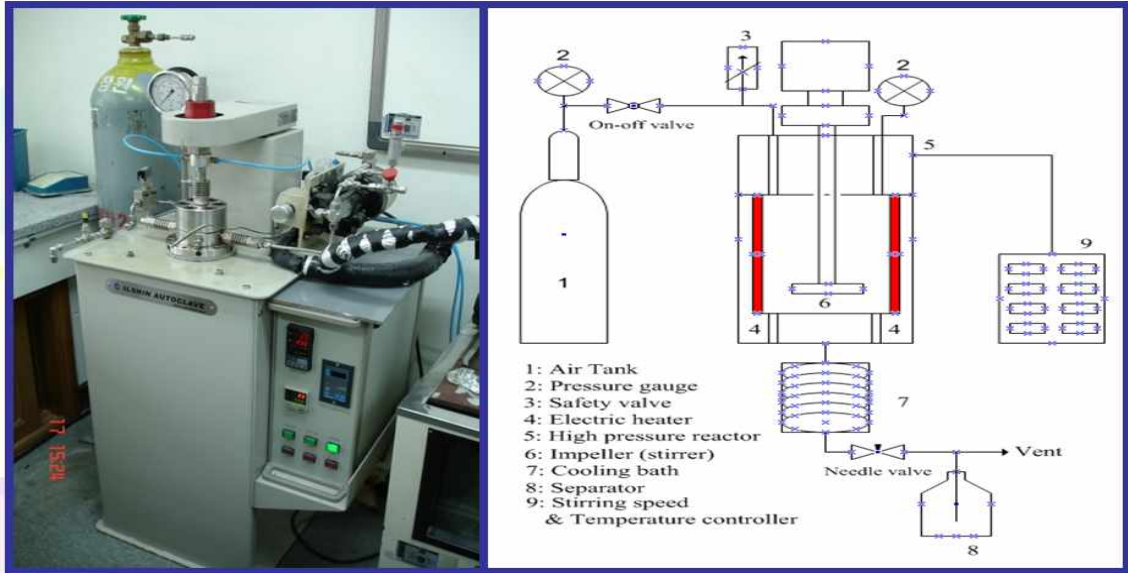 ILSHIN AUTOCLAVE
17 15:24
2
3
2
On-off valve
5
1
9
6
4
4
7
1: Air Tank
2: Pressure gauge
3: Safety valve
4: Electric heater
5: High pressure reactor
6: Impeller (stirrer)
7: Cooling bath
8: Separator
9: Stirring speed
& Temperature controller
Needle valve
Vent
8